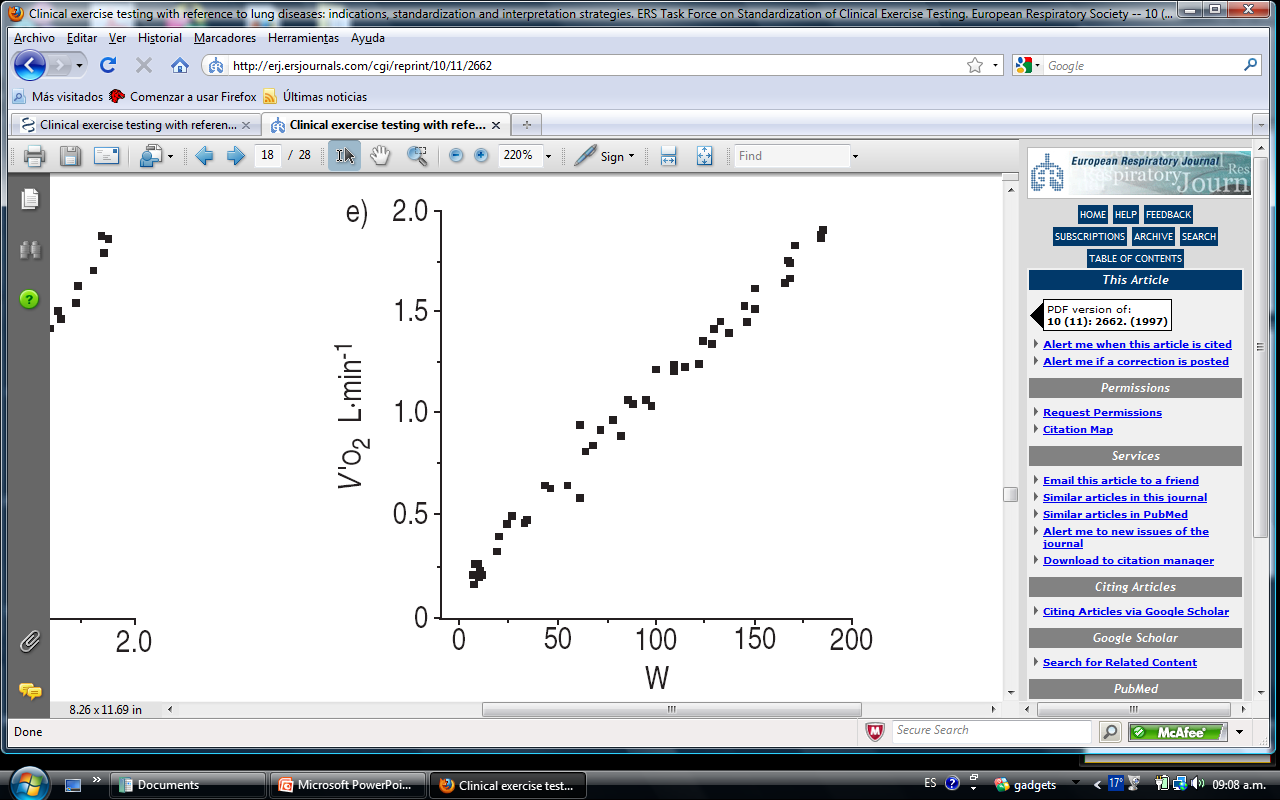 Clinical exercise testing with reference to lung diseases: indications, standardization and interpretation strategies. ERS Task Force on Standardization of Clinical Exercise Testing. European Respiratory Society -- 10 (...
Archivo Editar Ver Historial Marcadores Herramientas Ayuda
http://erj.ersjournals.com/cgi/reprint/10/11/2662
Google
Más visitados Comenzar a usar Firefox Últimas noticias
Clinical exercise testing with referen...
Clinical exercise testing with refe...
18 / 28 220% Sign Find
e)
2.0
1.5
1.0
0.5
0
V'O2 L·min-1
0 50 100 150 200
W
2.0
8.26 x 11.69 in
European Respiratory Journal
HOME HELP FEEDBACK
SUBSCRIPTIONS ARCHIVE SEARCH
TABLE OF CONTENTS
This Article
PDF version of:
10 (11): 2662. (1997)
Alert me when this article is cited
Alert me if a correction is posted
Permissions
Request Permissions
Citation Map
Services
Email this article to a friend
Similar articles in this journal
Similar articles in PubMed
Alert me to new issues of the
journal
Download to citation manager
Citing Articles
Citing Articles via Google Scholar
Google Scholar
Search for Related Content
PubMed
Done
Secure Search
McAfee
Documents
Microsoft PowerPoi...
Clinical exercise test...
ES
gadgets
17°
09:08 a.m.